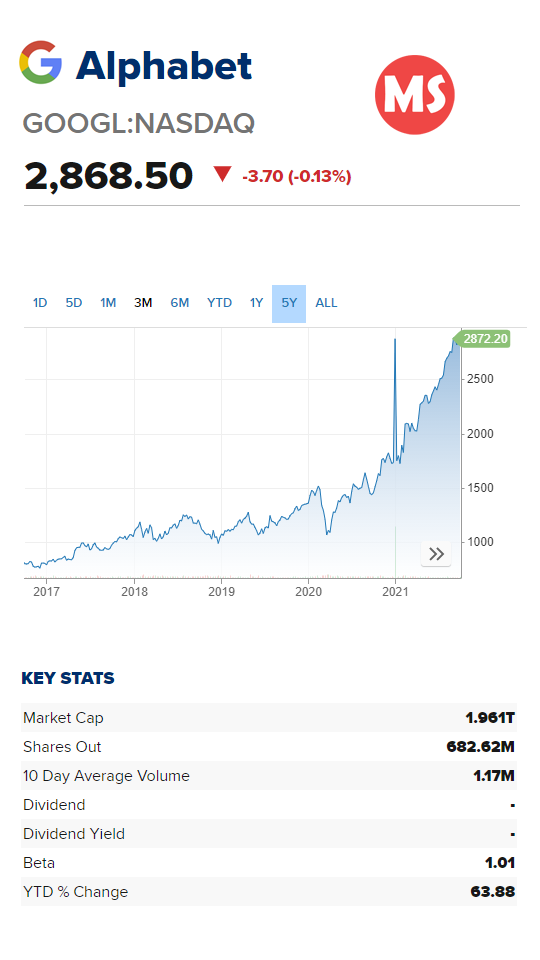 Alphabet
MS
GOOGL:NASDAQ
2,868.50 ▼ -3.70 (-0.13%)
1D 5D 1M 3M 6M YTD 1Y 5Y ALL
2872.20
2500
2000
1500
1000
2017 2018 2019 2020 2021
KEY STATS
Market Cap 1.961T
Shares Out 682.62M
10 Day Average Volume 1.17M
Dividend -
Dividend Yield -
Beta 1.01
YTD % Change 63.88